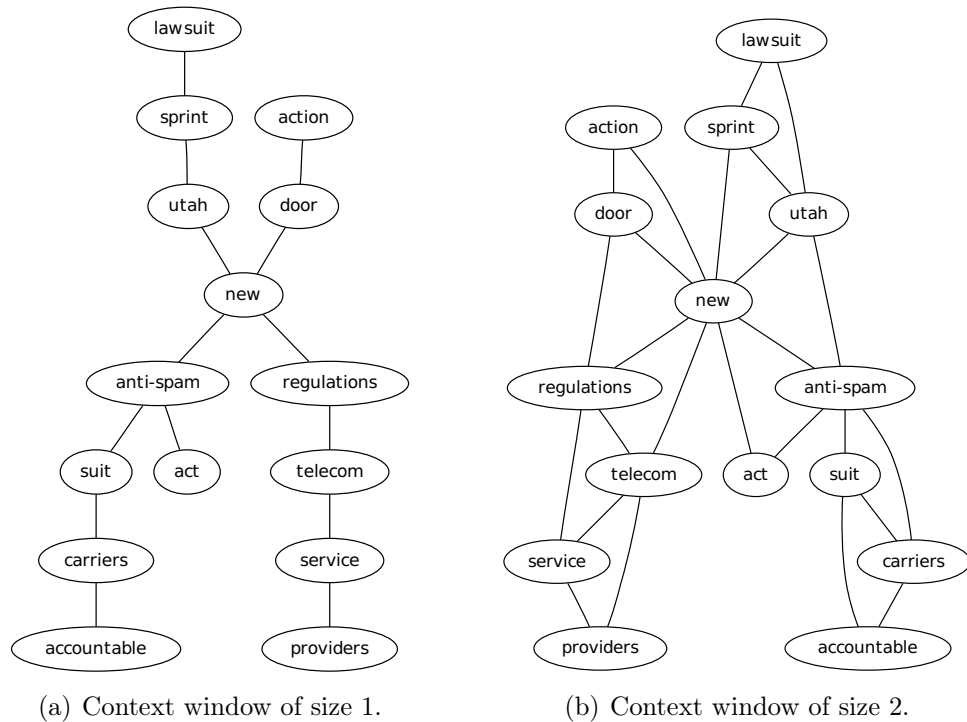 lawsuit
sprint
action
utah
door
new
anti-spam
regulations
suit
act
telecom
carriers
service
accountable
providers
(a) Context window of size 1.
lawsuit
action
sprint
door
utah
new
regulations
anti-spam
telecom
act
suit
service
carriers
providers
accountable
(b) Context window of size 2.